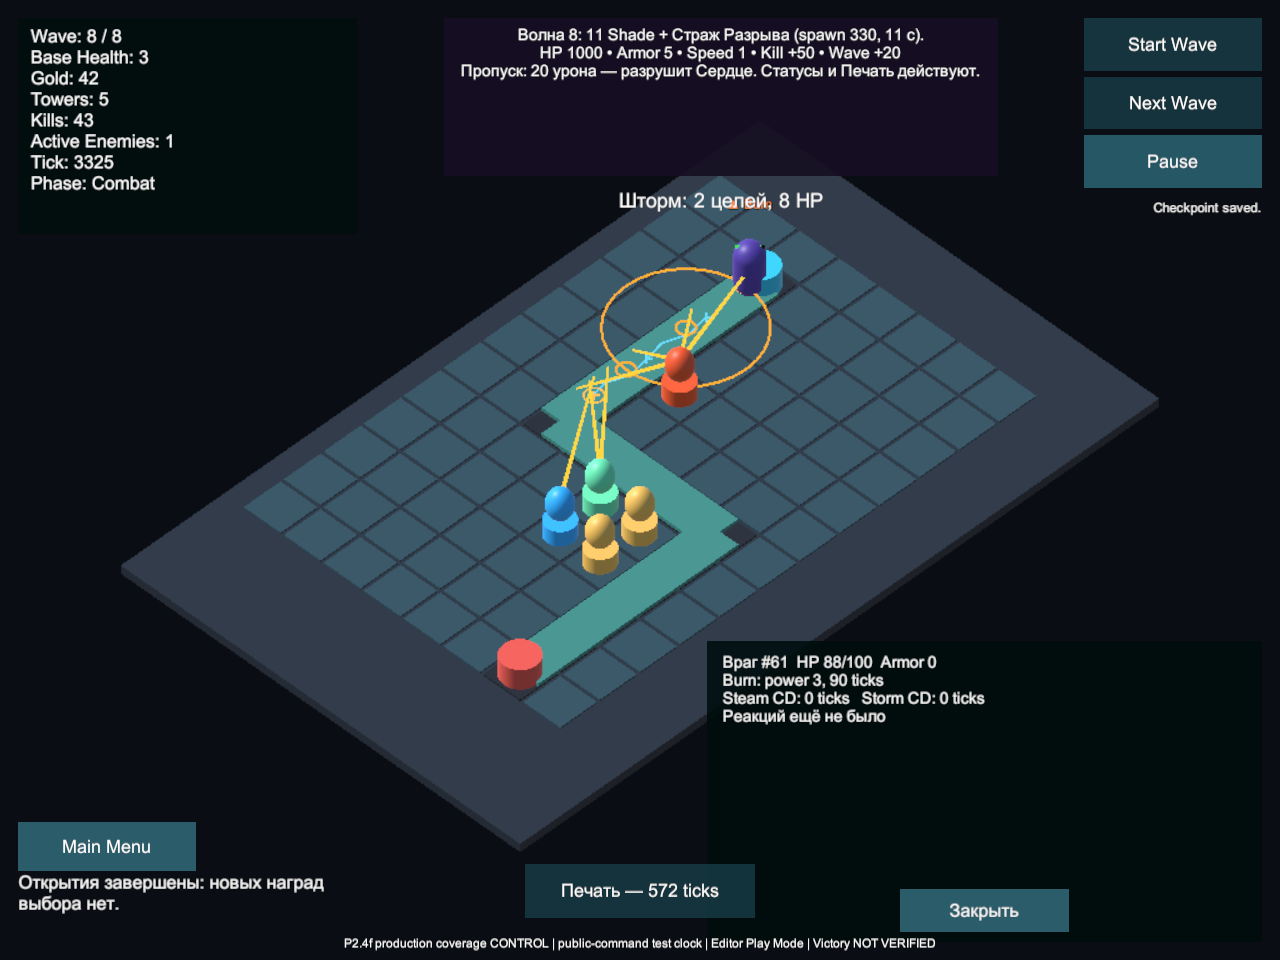 Wave: 8 / 8
Base Health: 3
Gold: 42
Towers: 5
Kills: 43
Active Enemies: 1
Tick: 3325
Phase: Combat
Волна 8: 11 Shade + Страж Разрыва (spawn 330, 11 с).
HP 1000 • Armor 5 • Speed 1 • Kill +50 • Wave +20
Пропуск: 20 урона — разрушит Сердце. Статусы и Печать действуют.
Start Wave
Next Wave
Pause
Checkpoint saved.
Шторм: 2 целей, 8 HP
Враг #61 HP 88/100 Armor 0
Burn: power 3, 90 ticks
Steam CD: 0 ticks Storm CD: 0 ticks
Реакций ещё не было
Закрыть
Main Menu
Открытия завершены: новых наград
выбора нет.
Печать — 572 ticks
P2.4f production coverage CONTROL | public-command test clock | Editor Play Mode | Victory NOT VERIFIED